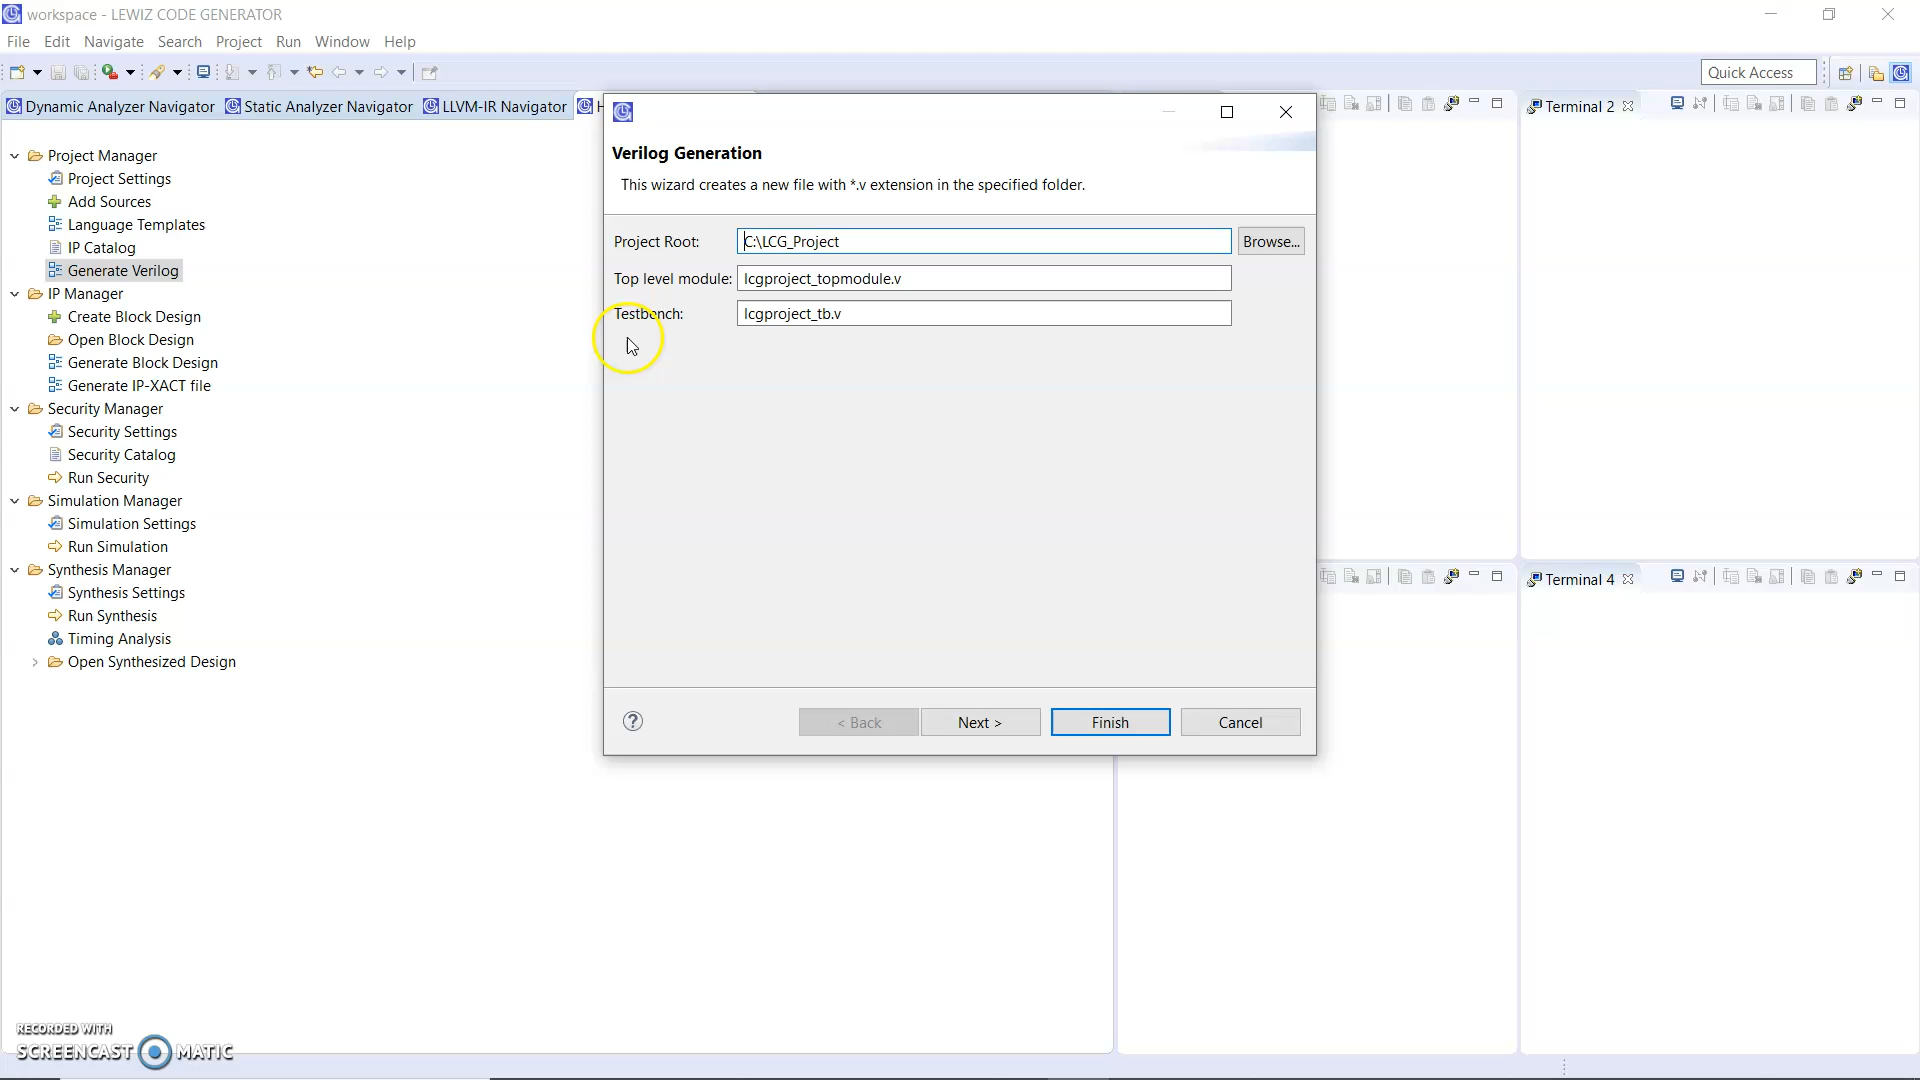 workspace - LEWIZ CODE GENERATOR
File Edit Navigate Search Project Run Window Help
Quick Access
Dynamic Analyzer Navigator Static Analyzer Navigator LLVM-IR Navigator H
Terminal 2
Project Manager
Project Settings
Add Sources
Language Templates
IP Catalog
Generate Verilog
IP Manager
Create Block Design
Open Block Design
Generate Block Design
Generate IP-XACT file
Security Manager
Security Settings
Security Catalog
Run Security
Simulation Manager
Simulation Settings
Run Simulation
Synthesis Manager
Synthesis Settings
Run Synthesis
Timing Analysis
Open Synthesized Design
Verilog Generation
This wizard creates a new file with *.v extension in the specified folder.
Project Root: C:\LCG_Project Browse...
Top level module: lcgproject_topmodule.v
Testbench: lcgproject_tb.v
< Back Next > Finish Cancel
Terminal 4
RECORDED WITH
SCREENCAST MATIC